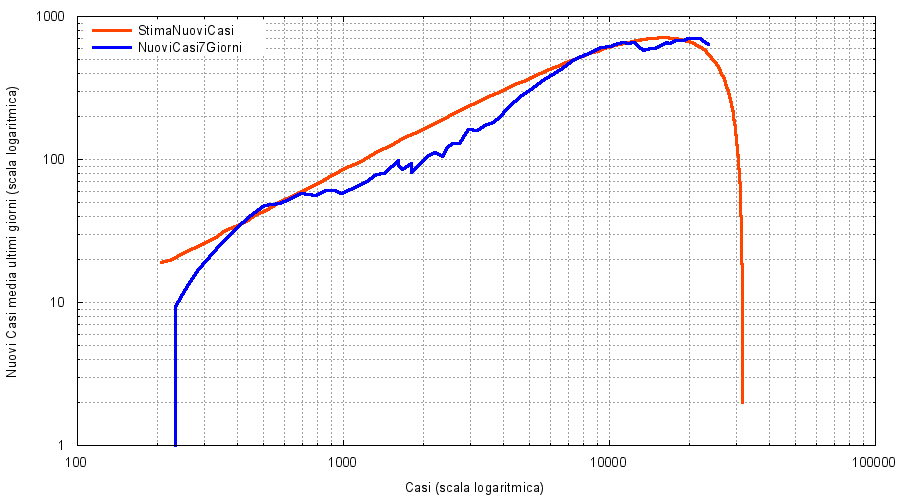 1000
StimaNuoviCasi
NuoviCasi7Giorni
100
Nuovi Casi media ultimi giorni (scala logaritmica)
10
1
100 1000 10000 100000
Casi (scala logaritmica)